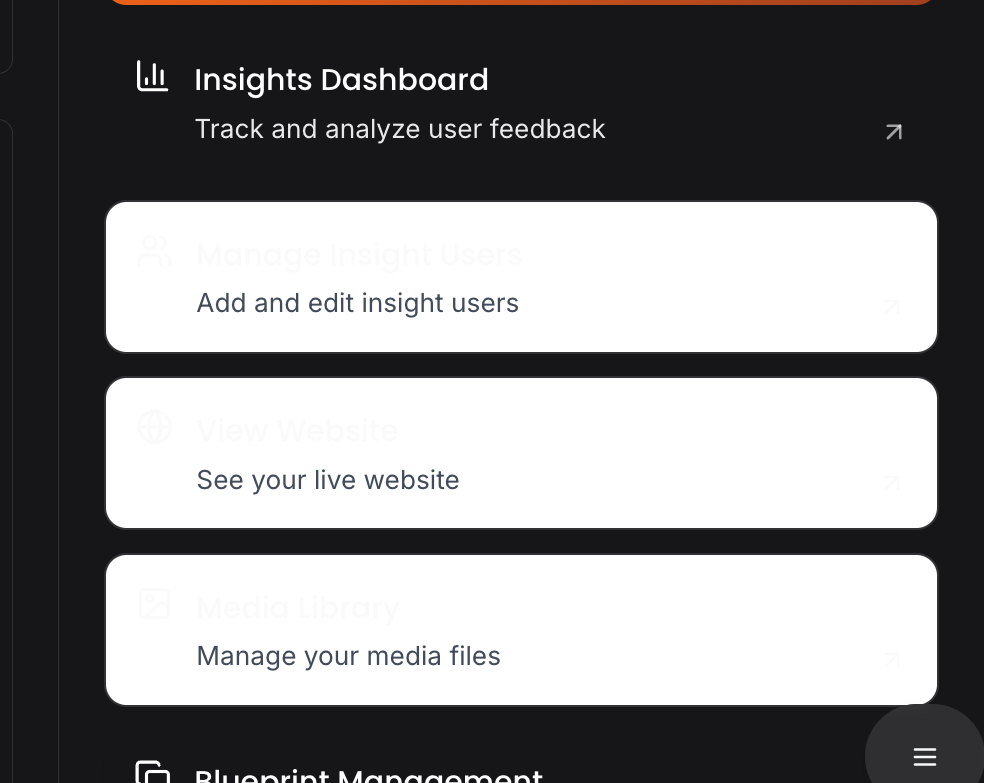 Insights Dashboard
Track and analyze user feedback
Manage Insight Users
Add and edit insight users
View Website
See your live website
Media Library
Manage your media files
Blueprint Management